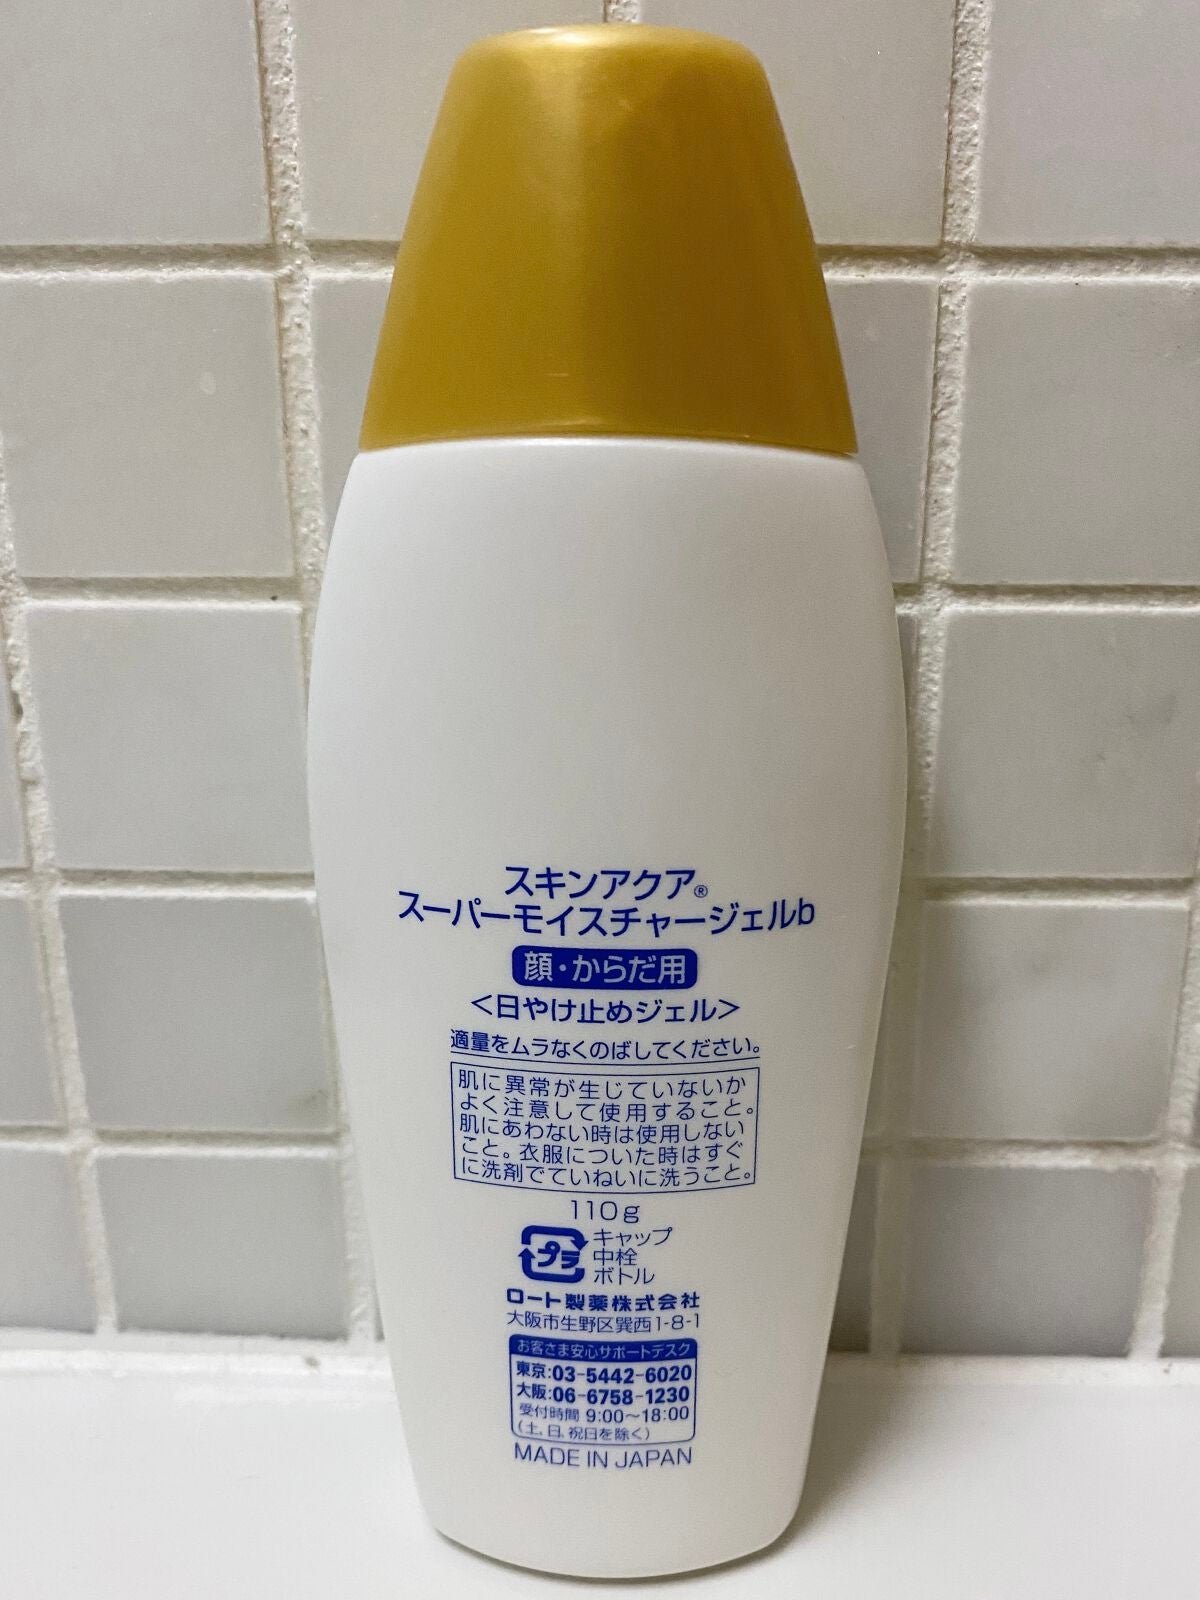 スキンアクア®
スーパーモイスチャージェルb
顔・からだ用
<日やけ止めジェル>
適量をムラなくのばしてください。
肌に異常が生じていないか
よく注意して使用すること。
肌にあわない時は使用しない
こと。衣服についた時はすぐ
に洗剤でていねいに洗うこと。
110g
プラ
キャップ
中栓
ボトル
ロート製薬株式会社
大阪市生野区巽西1-8-1
お客さま安心サポートデスク
東京:03-5442-6020
大阪:06-6758-1230
受付時間 9:00〜18:00
(土、日、祝日を除く)
MADE IN JAPAN